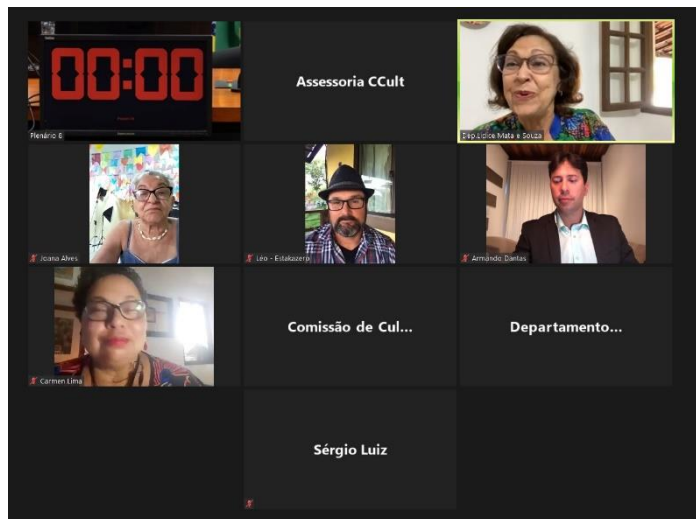 00:00
Plenário 6
Assessoria CCult
Dep.Lídice Mata e Souza
Joana Alves
Léo - Estakazero
Armando Dantas
Carmen Lima
Comissão de Cul...
Departamento...
Sérgio Luiz